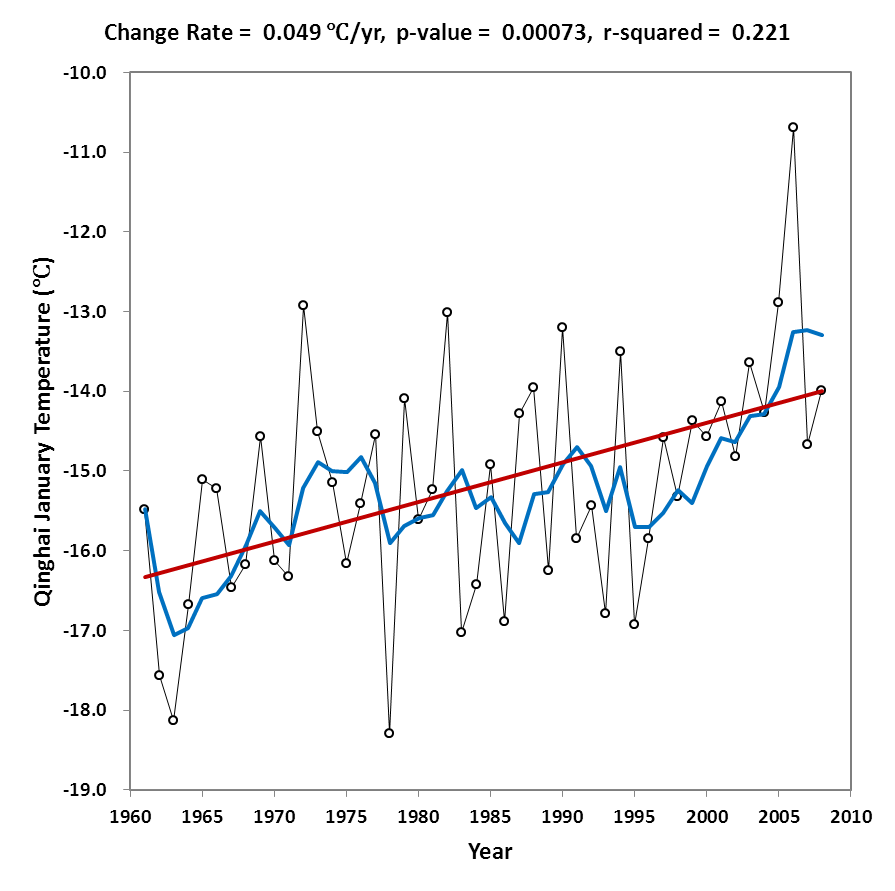 Change Rate = 0.049 ℃/yr, p-value = 0.00073, r-squared = 0.221
Qinghai January Temperature (℃)
-10.0
-11.0
-12.0
-13.0
-14.0
-15.0
-16.0
-17.0
-18.0
-19.0
1960 1965 1970 1975 1980 1985 1990 1995 2000 2005 2010
Year